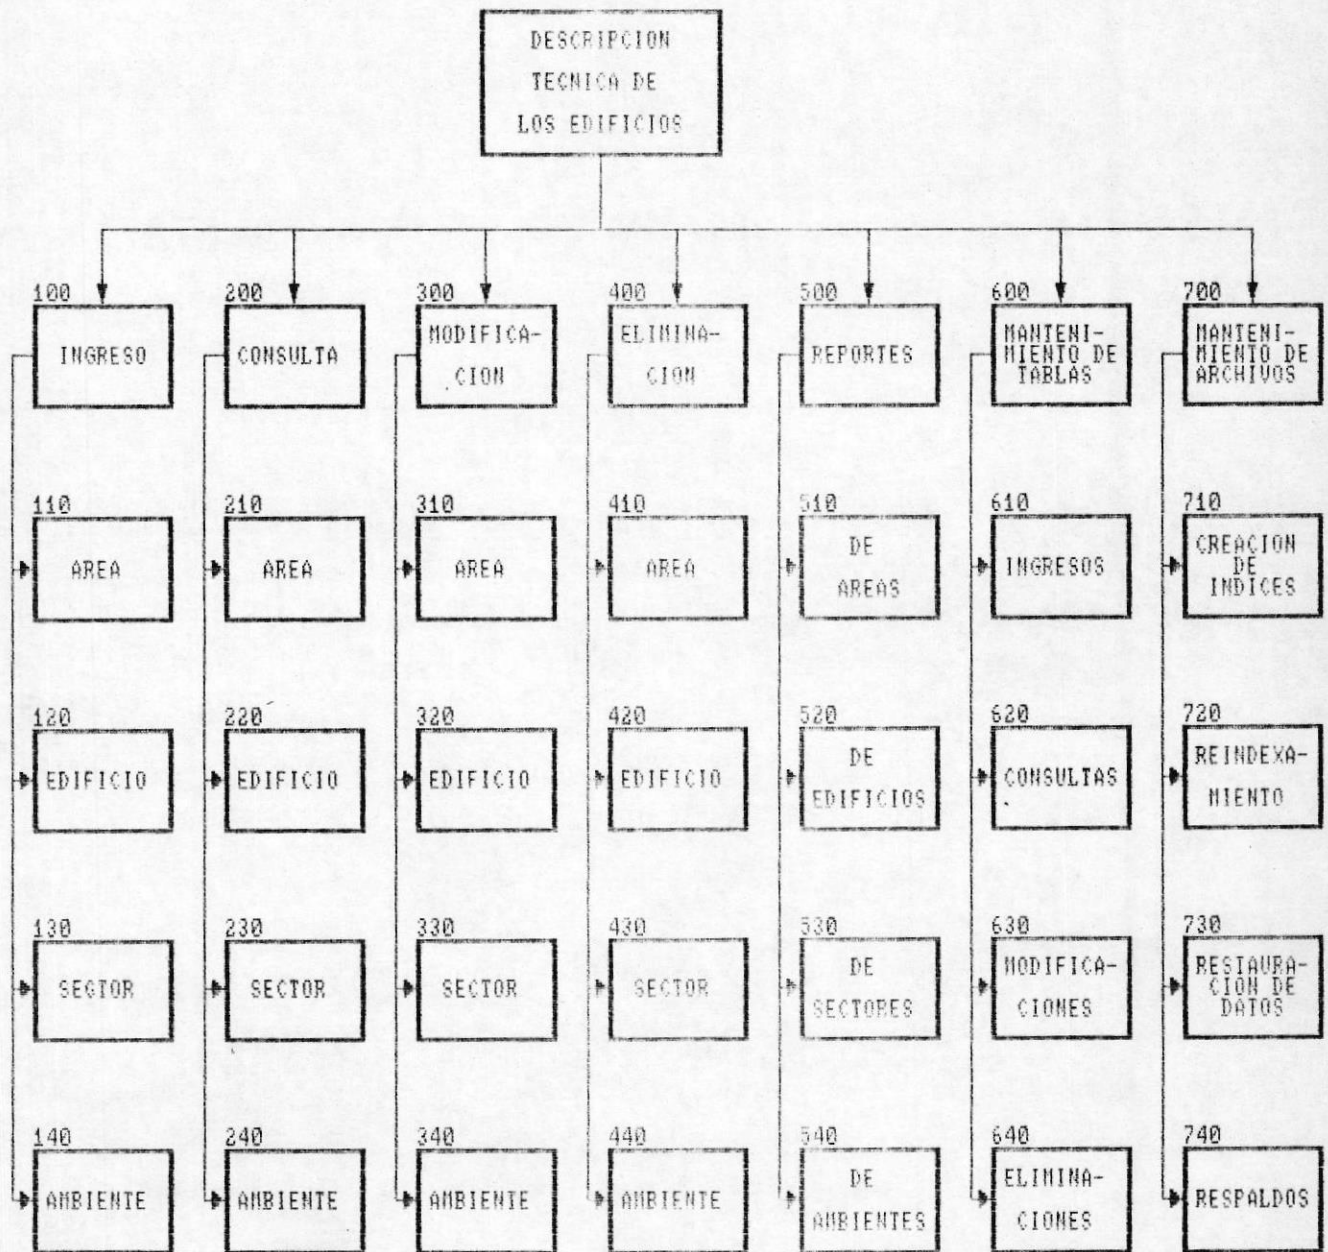 DESCRIPCION
TECNICA DE
LOS EDIFICIOS
100
INGRESO
200
CONSULTA
300
MODIFICA-
CION
400
ELIMINA-
CION
500
REPORTES
600
MANTENI-
MIENTO DE
TABLAS
700
MANTENI-
MIENTO DE
ARCHIVOS
110
AREA
210
AREA
310
AREA
410
AREA
510
DE
AREAS
610
INGRESOS
710
CREACION
DE
INDICES
120
EDIFICIO
220
EDIFICIO
320
EDIFICIO
420
EDIFICIO
520
DE
EDIFICIOS
620
CONSULTAS
720
REINDEXA-
MIENTO
130
SECTOR
230
SECTOR
330
SECTOR
430
SECTOR
530
DE
SECTORES
630
MODIFICA-
CIONES
730
RESTAURA-
CION DE
DATOS
140
AMBIENTE
240
AMBIENTE
340
AMBIENTE
440
AMBIENTE
540
DE
AMBIENTES
640
ELIMINA-
CIONES
740
RESPALDOS